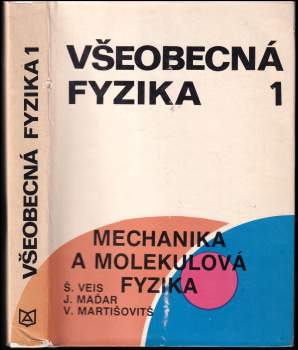 VŠEOBECNÁ FYZIKA 1
VŠEOBECNÁ
FYZIKA 1
MECHANIKA
A MOLEKULOVÁ
FYZIKA
Š. VEIS
J. MAĎAR
V. MARTIŠOVITŠ